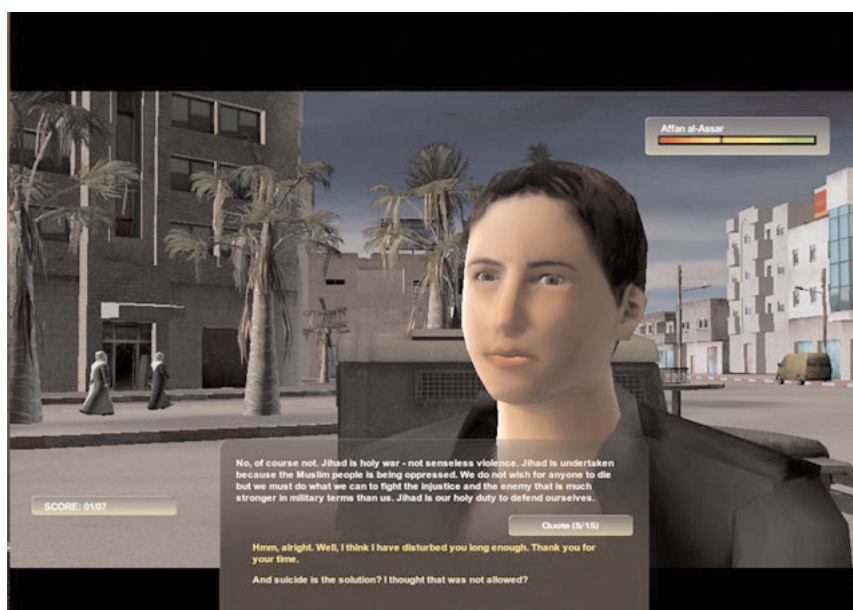 Affan al-Assar
No, of course not. Jihad is holy war - not senseless violence. Jihad is undertaken
because the Muslim people is being oppressed. We do not wish for anyone to die
but we must do what we can to fight the injustice and the enemy that is much
stronger in military terms than us. Jihad is our holy duty to defend ourselves.
SCORE: 01/07
Quote (5/15)
Hmm, alright. Well, I think I have disturbed you long enough. Thank you for
your time.
And suicide is the solution? I thought that was not allowed?